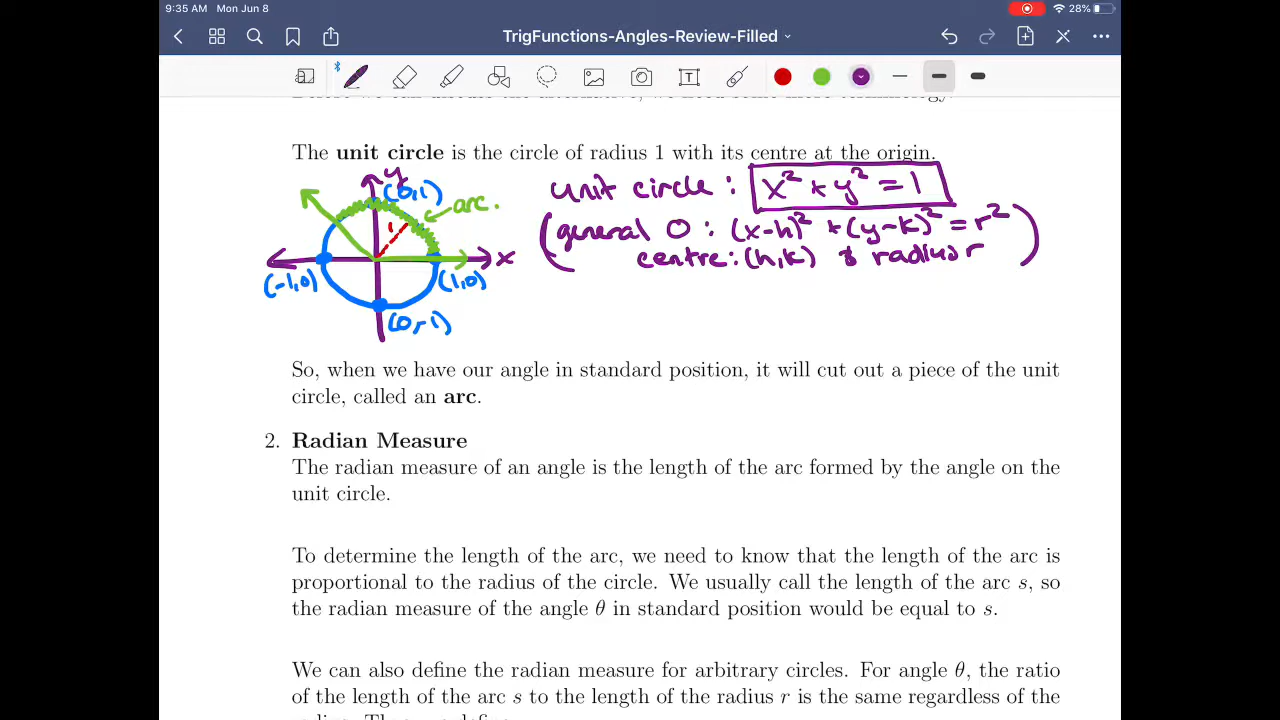 9:35 AM Mon Jun 8
28%
TrigFunctions-Angles-Review-Filled
T
The unit circle is the circle of radius 1 with its centre at the origin.
y
(0,1)
arc.
1
x
(-1,0)
(1,0)
(0,-1)
unit circle : x² + y² = 1
(general O : (x-h)² + (y-k)² = r²
centre: (h,k) & radius r)
So, when we have our angle in standard position, it will cut out a piece of the unit
circle, called an arc.
2. Radian Measure
The radian measure of an angle is the length of the arc formed by the angle on the
unit circle.
To determine the length of the arc, we need to know that the length of the arc is
proportional to the radius of the circle. We usually call the length of the arc s, so
the radian measure of the angle θ in standard position would be equal to s.
We can also define the radian measure for arbitrary circles. For angle θ, the ratio
of the length of the arc s to the length of the radius r is the same regardless of the